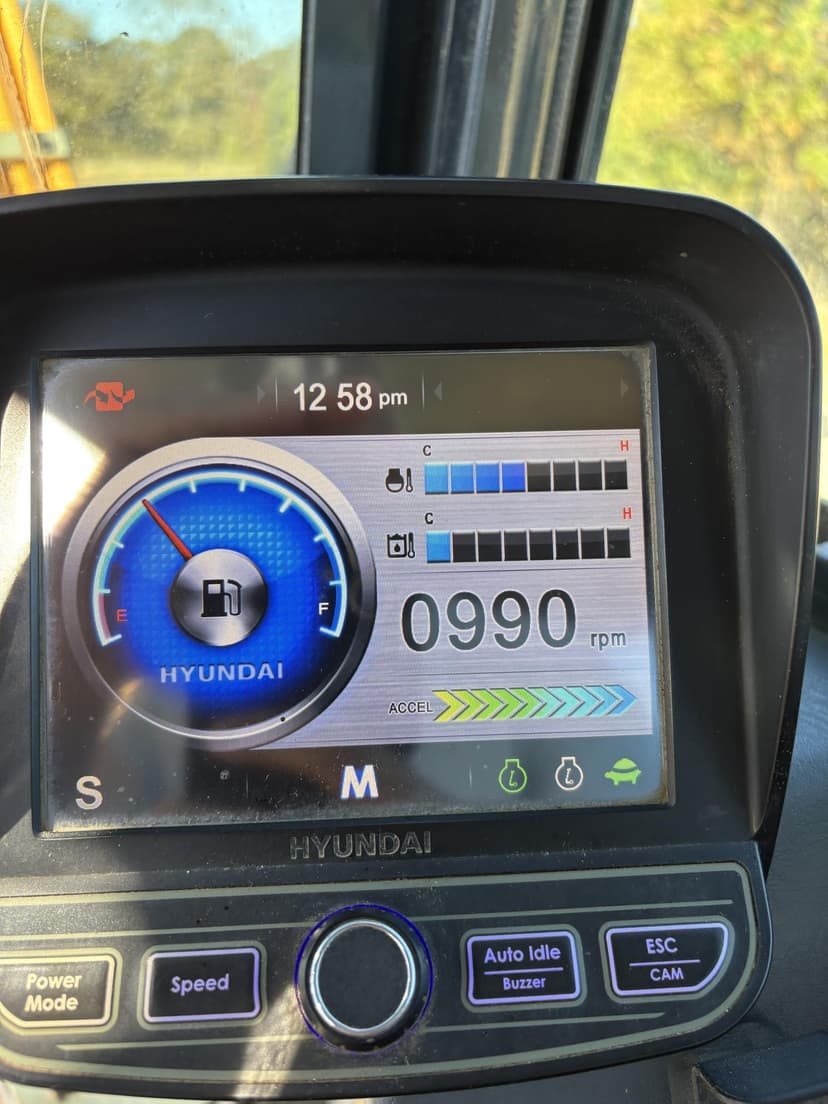 12 58 pm
C H
C H
E F
0990 rpm
HYUNDAI
ACCEL
S M
HYUNDAI
Power
Mode
Speed
Auto Idle
Buzzer
ESC
CAM